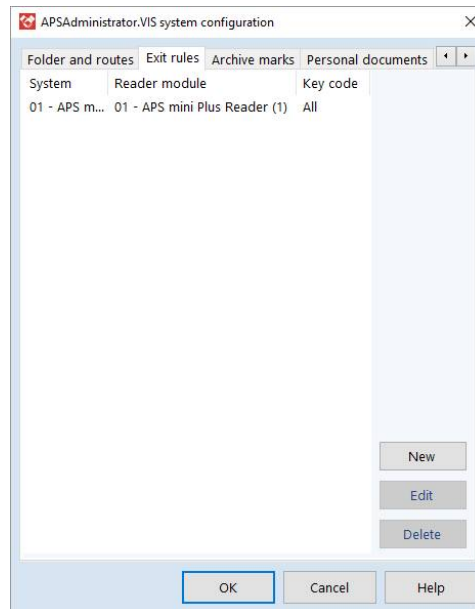 APSAdministrator.VIS system configuration
Folder and routes Exit rules Archive marks Personal documents
System Reader module Key code
01 - APS m... 01 - APS mini Plus Reader (1) All
New
Edit
Delete
OK Cancel Help